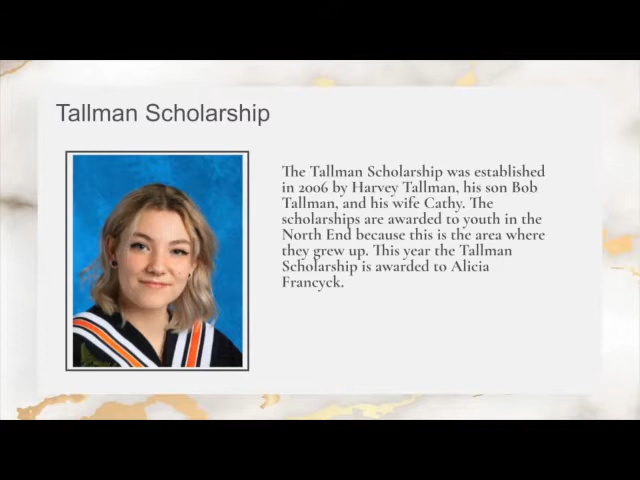 Tallman Scholarship
The Tallman Scholarship was established
in 2006 by Harvey Tallman, his son Bob
Tallman, and his wife Cathy. The
scholarships are awarded to youth in the
North End because this is the area where
they grew up. This year the Tallman
Scholarship is awarded to Alicia
Francyck.